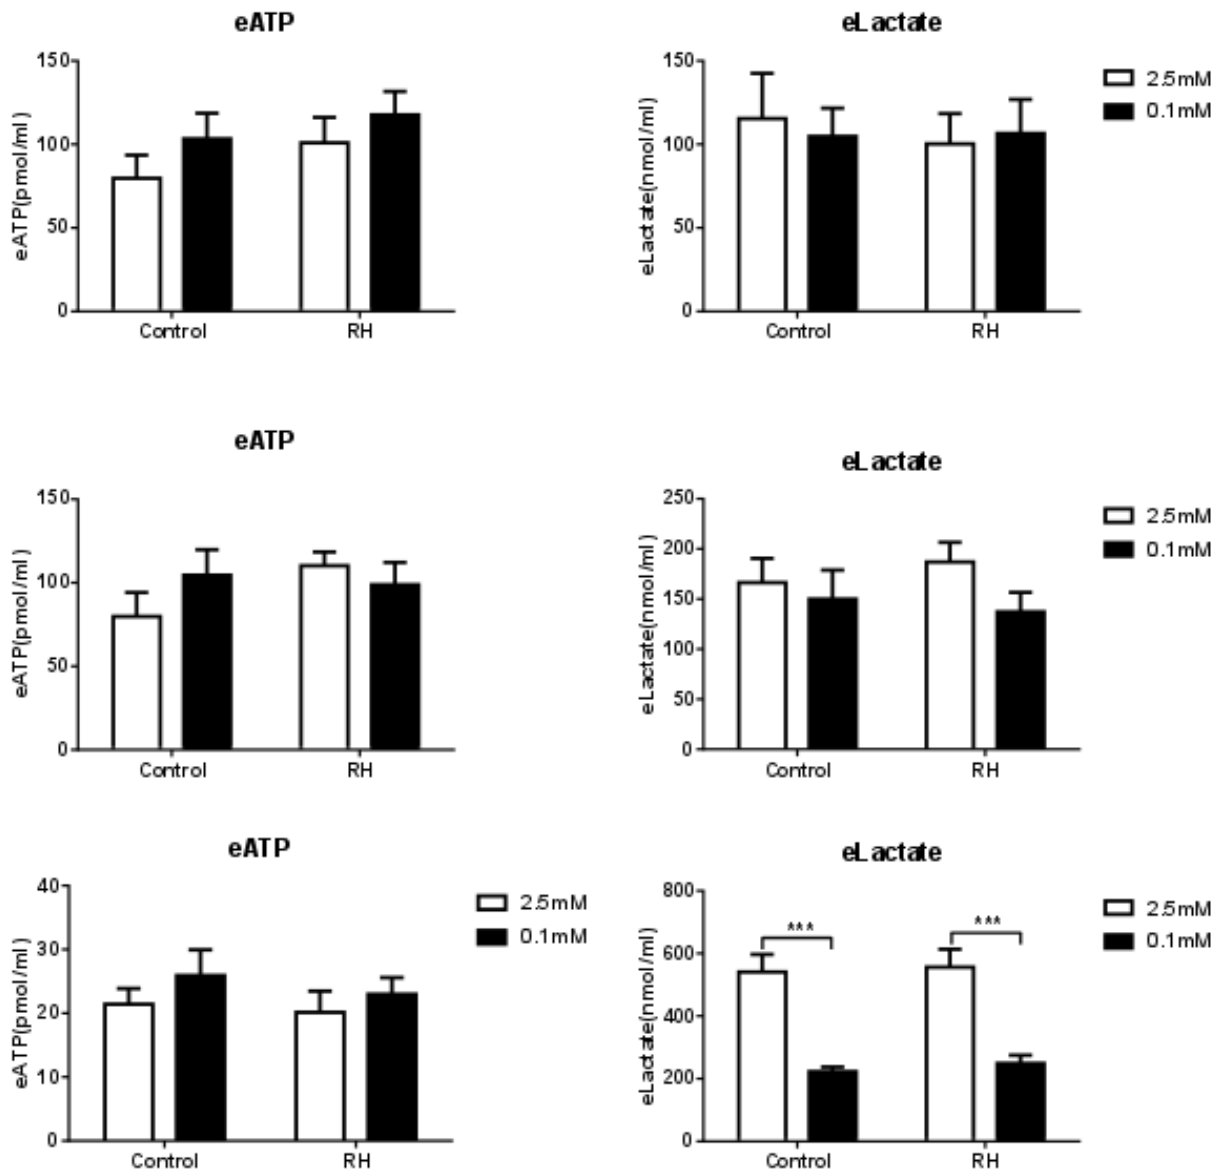 eATP
eATP(pmol/ml)
150
100
50
0
Control
RH
eLactate
eLactate(nmol/ml)
150
100
50
0
Control
RH
2.5mM
0.1mM
eATP
eATP(pmol/ml)
150
100
50
0
Control
RH
eLactate
eLactate(nmol/ml)
250
200
150
100
50
0
Control
RH
2.5mM
0.1mM
eATP
eATP(pmol/ml)
40
30
20
10
0
Control
RH
2.5mM
0.1mM
eLactate
eLactate(nmol/ml)
800
600
400
200
0
***
***
Control
RH
2.5mM
0.1mM